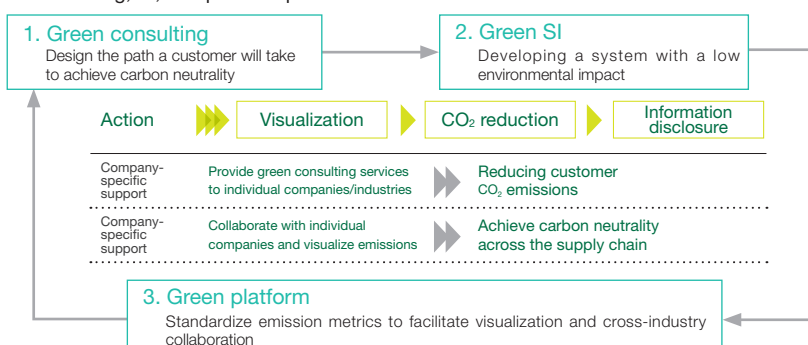 1. Green consulting
Design the path a customer will take
to achieve carbon neutrality
2. Green SI
Developing a system with a low
environmental impact
Action
Visualization
CO₂ reduction
Information
disclosure
Company-
specific
support
Provide green consulting services
to individual companies/industries
Reducing customer
CO₂ emissions
Company-
specific
support
Collaborate with individual
companies and visualize emissions
Achieve carbon neutrality
across the supply chain
3. Green platform
Standardize emission metrics to facilitate visualization and cross-industry
collaboration